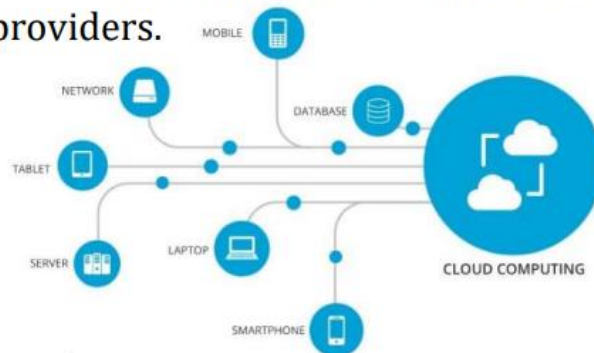 providers.
MOBILE
NETWORK
DATABASE
TABLET
LAPTOP
SERVER
CLOUD COMPUTING
SMARTPHONE